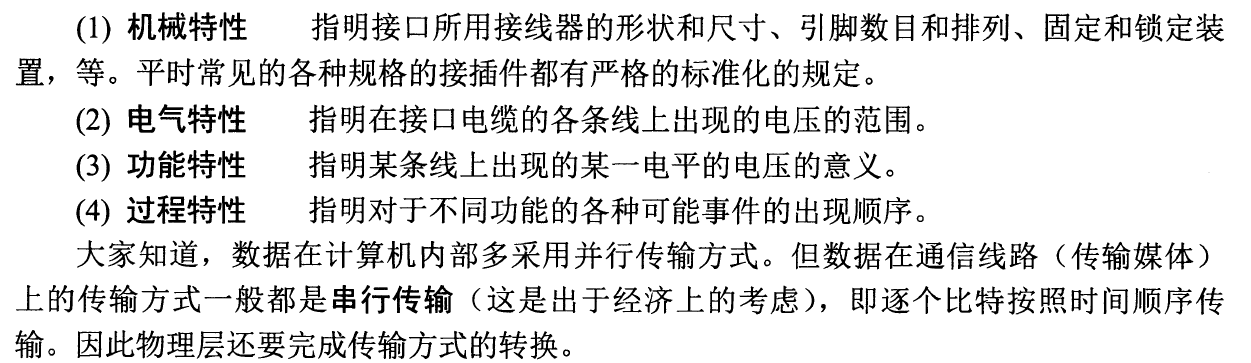 (1) 机械特性 指明接口所用接线器的形状和尺寸、引脚数目和排列、固定和锁定装
置，等。平时常见的各种规格的接插件都有严格的标准化的规定。
(2) 电气特性 指明在接口电缆的各条线上出现的电压的范围。
(3) 功能特性 指明某条线上出现的某一电平的电压的意义。
(4) 过程特性 指明对于不同功能的各种可能事件的出现顺序。
大家知道，数据在计算机内部多采用并行传输方式。但数据在通信线路（传输媒体）
上的传输方式一般都是串行传输（这是出于经济上的考虑），即逐个比特按照时间顺序传
输。因此物理层还要完成传输方式的转换。